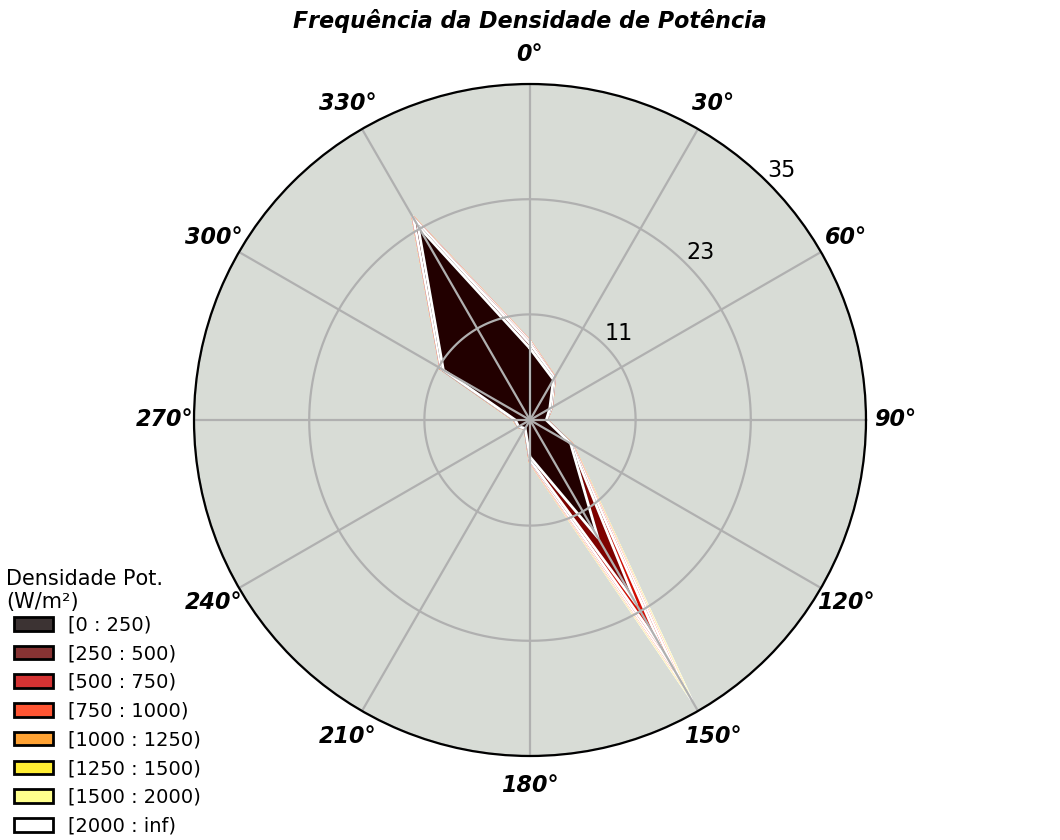 Frequência da Densidade de Potência
0°
330°
30°
35
300°
60°
23
11
270°
90°
240°
120°
210°
150°
180°
Densidade Pot.
(W/m²)
[0 : 250)
[250 : 500)
[500 : 750)
[750 : 1000)
[1000 : 1250)
[1250 : 1500)
[1500 : 2000)
[2000 : inf)